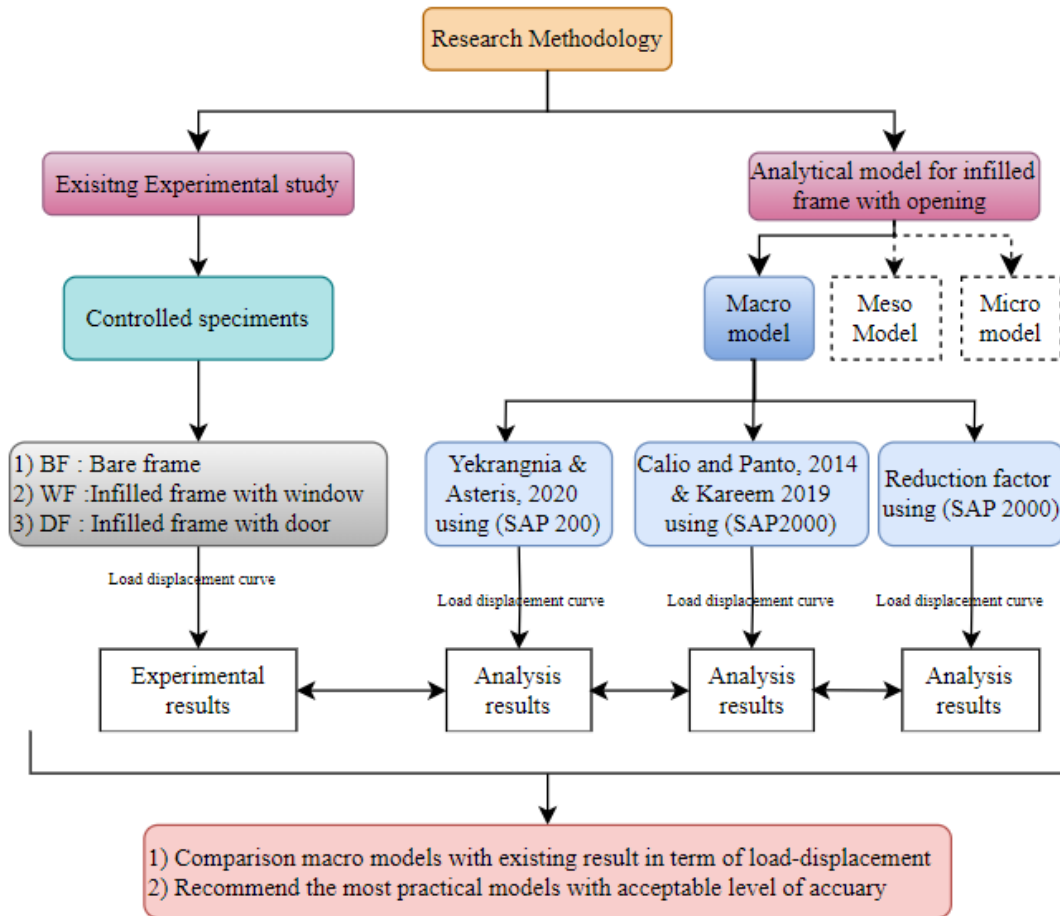 Research Methodology
Exisitng Experimental study
Analytical model for infilled
frame with opening
Controlled speciments
Macro
model
Meso
Model
Micro
model
1) BF : Bare frame
2) WF :Infilled frame with window
3) DF : Infilled frame with door
Yekrangnia &
Asteris, 2020
using (SAP 200)
Calio and Panto, 2014
& Kareem 2019
using (SAP2000)
Reduction factor
using (SAP 2000)
Load displacement curve
Load displacement curve
Load displacement curve
Load displacement curve
Experimental
results
Analysis
results
Analysis
results
Analysis
results
1) Comparison macro models with existing result in term of load-displacement
2) Recommend the most practical models with acceptable level of accuary